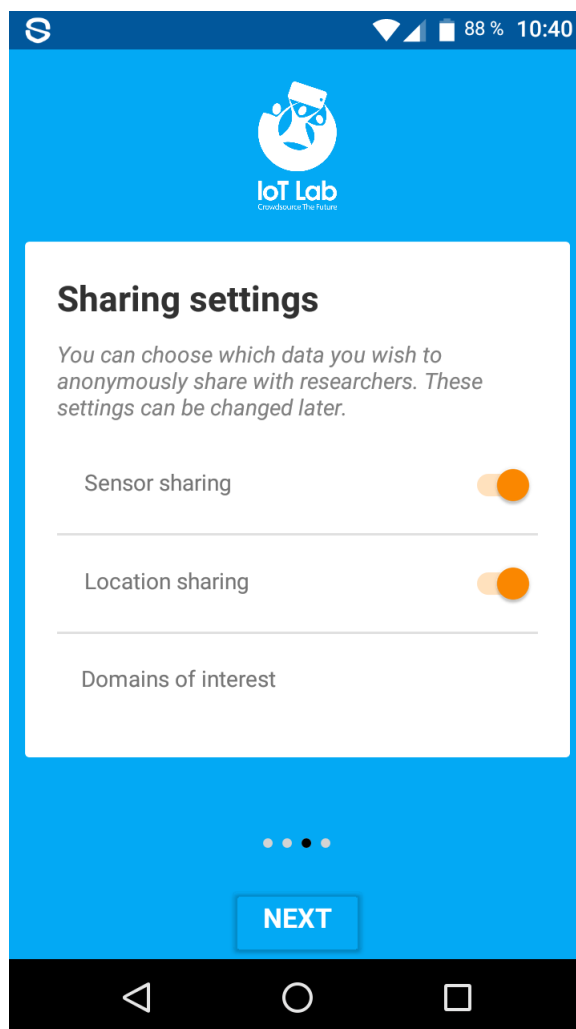 88 % 10:40
IoT Lab
Crowdsource The Future
Sharing settings
You can choose which data you wish to
anonymously share with researchers. These
settings can be changed later.
Sensor sharing
Location sharing
Domains of interest
NEXT